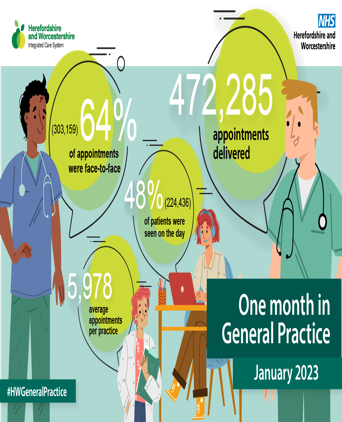 Herefordshire
and Worcestershire
Integrated Care System
NHS
Herefordshire and
Worcestershire
(303,159) 64%
of appointments
were face-to-face
472,285
appointments
delivered
48% (224,436)
of patients were
seen on the day
5,978
average
appointments
per practice
One month in
General Practice
January 2023
#HWGeneralPractice